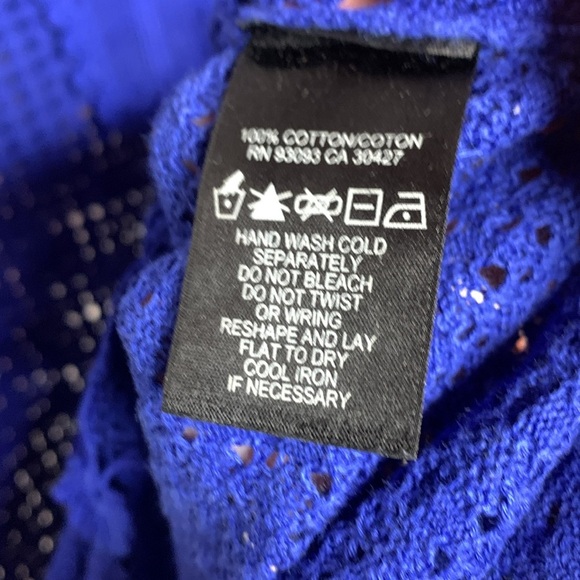 100% COTTON/COTON
RN 93093 CA 30427
HAND WASH COLD
SEPARATELY
DO NOT BLEACH
DO NOT TWIST
OR WRING
RESHAPE AND LAY
FLAT TO DRY
COOL IRON
IF NECESSARY